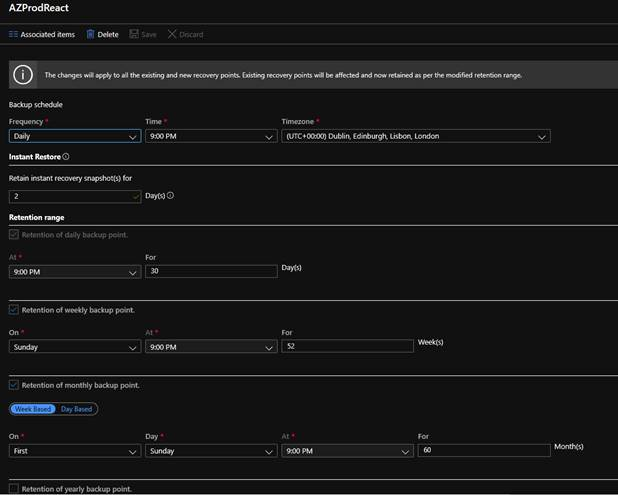 AZProdReact
Associated items Delete Save Discard
The changes will apply to all the existing and new recovery points. Existing recovery points will be affected and now retained as per the modified retention range.
Backup schedule
Frequency * Time * Timezone *
Daily 9:00 PM (UTC+00:00) Dublin, Edinburgh, Lisbon, London
Instant Restore
Retain instant recovery snapshot(s) for
2 Day(s)
Retention range
Retention of daily backup point.
At * For
9:00 PM 30 Day(s)
Retention of weekly backup point.
On * At * For
Sunday 9:00 PM 52 Week(s)
Retention of monthly backup point.
Week Based Day Based
On * Day * At * For
First Sunday 9:00 PM 60 Month(s)
Retention of yearly backup point.